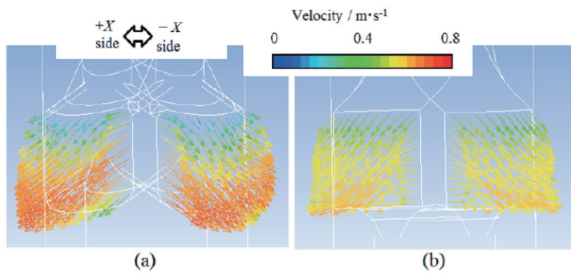 Velocity / m·s⁻¹
+X ⇔ −X
side side
0 0.4 0.8
(a) (b)